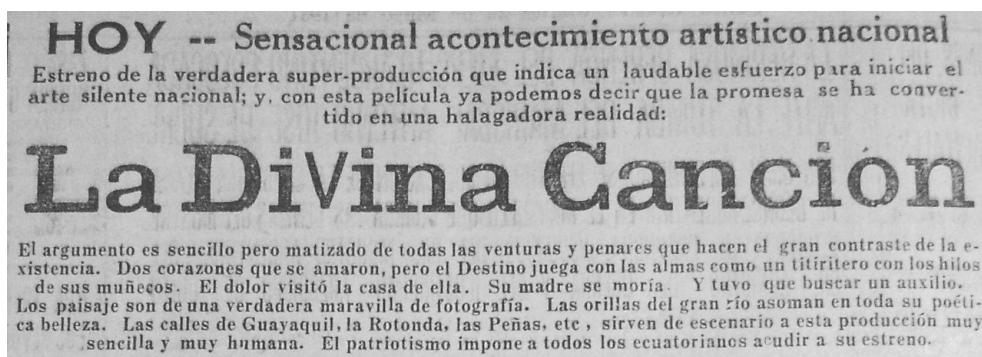 HOY -- Sensacional acontecimiento artístico nacional
Estreno de la verdadera super-producción que indica un laudable esfuerzo para iniciar el
arte silente nacional; y, con esta película ya podemos decir que la promesa se ha conver-
tido en una halagadora realidad:
La DiVina Canción
El argumento es sencillo pero matizado de todas las venturas y penares que hacen el gran contraste de la e-
xistencia. Dos corazones que se amaron, pero el Destino juega con las almas como un titiritero con los hilos
de sus muñecos. El dolor visitó la casa de ella. Su madre se moría. Y tuvo que buscar un auxilio.
Los paisaje son de una verdadera maravilla de fotografía. Las orillas del gran río asoman en toda su poéti-
ca belleza. Las calles de Guayaquil, la Rotonda, las Peñas, etc, sirven de escenario a esta producción muy
sencilla y muy humana. El patriotismo impone a todos los ecuatorianos acudir a su estreno.